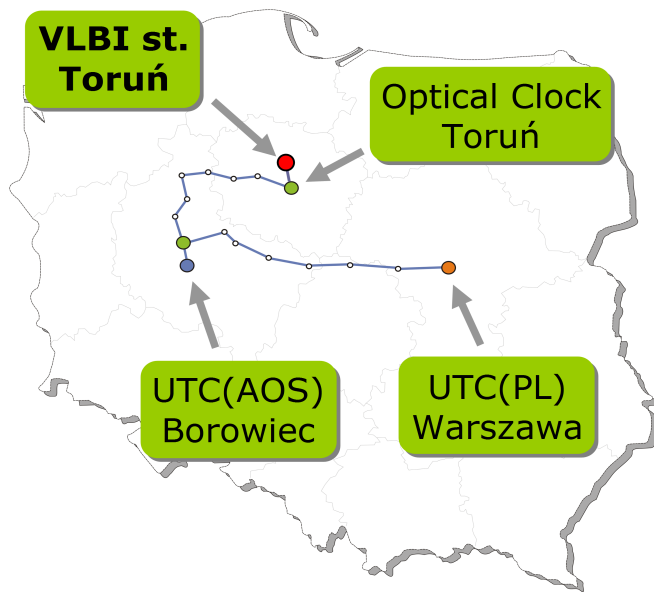 VLBI st.
Toruń
Optical Clock
Toruń
UTC(AOS)
Borowiec
UTC(PL)
Warszawa